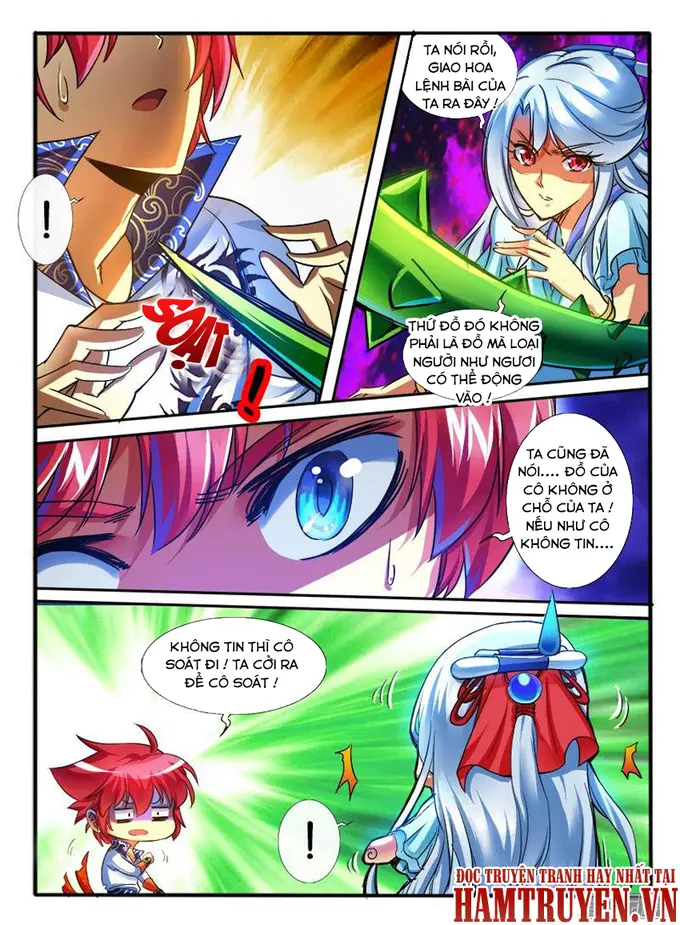 TA NÓI RỒI,
GIAO HOA
LỆNH BÀI CỦA
TA RA ĐÂY !
!
SOẠT
!
THỨ ĐỒ ĐÓ KHÔNG
PHẢI LÀ ĐỒ MÀ LOẠI
NGƯỜI NHƯ NGƯƠI
CÓ THỂ ĐỘNG
VÀO !
TA CŨNG ĐÃ
NÓI.... ĐỒ CỦA
CÔ KHÔNG Ở
CHỖ CỦA TA !
NẾU NHƯ CÔ
KHÔNG TIN....
KHÔNG TIN THÌ CÔ
SOÁT ĐI ! TA CỞI RA
ĐỂ CÔ SOÁT !
!
ĐỌC TRUYỆN TRANH HAY NHẤT TẠI
HAMTRUYEN.VN